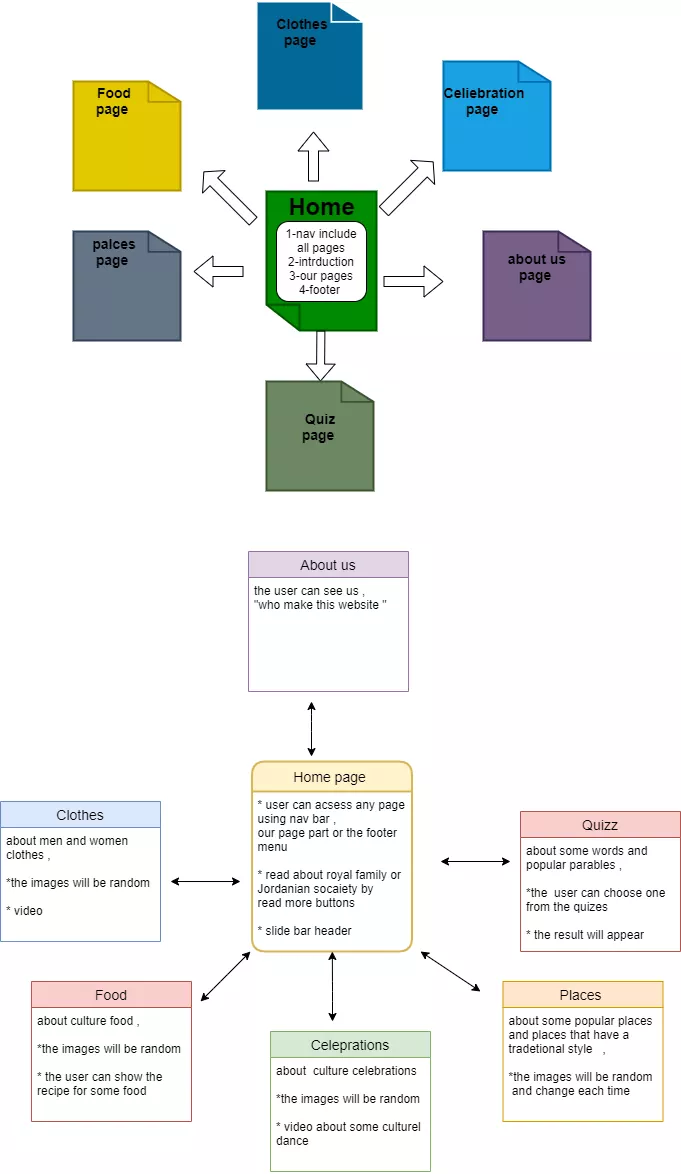 Clothes
page
Food
page
Celiebration
page
Home
1-nav include
all pages
2-intrduction
3-our pages
4-footer
palces
page
about us
page
Quiz
page
About us
the user can see us ,
"who make this website "
Home page
* user can acsess any page
using nav bar ,
our page part or the footer
menu
* read about royal family or
Jordanian socaiety by
read more buttons
* slide bar header
Clothes
about men and women
clothes ,
*the images will be random
* video
Quizz
about some words and
popular parables ,
*the user can choose one
from the quizes
* the result will appear
Food
about culture food ,
*the images will be random
* the user can show the
recipe for some food
Celeprations
about culture celebrations
*the images will be random
* video about some culturel
dance
Places
about some popular places
and places that have a
tradetional style ,
*the images will be random
and change each time